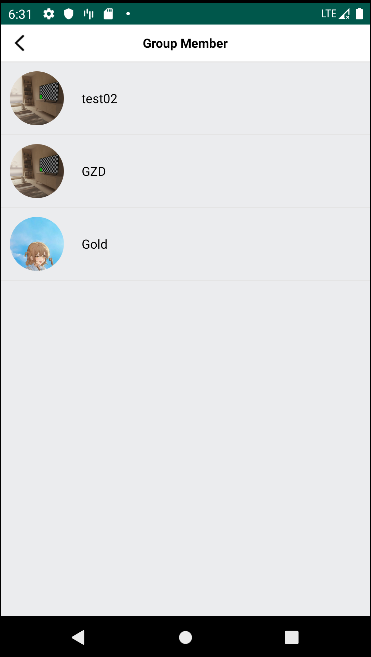 6:31 LTE
Group Member
test02
GZD
Gold